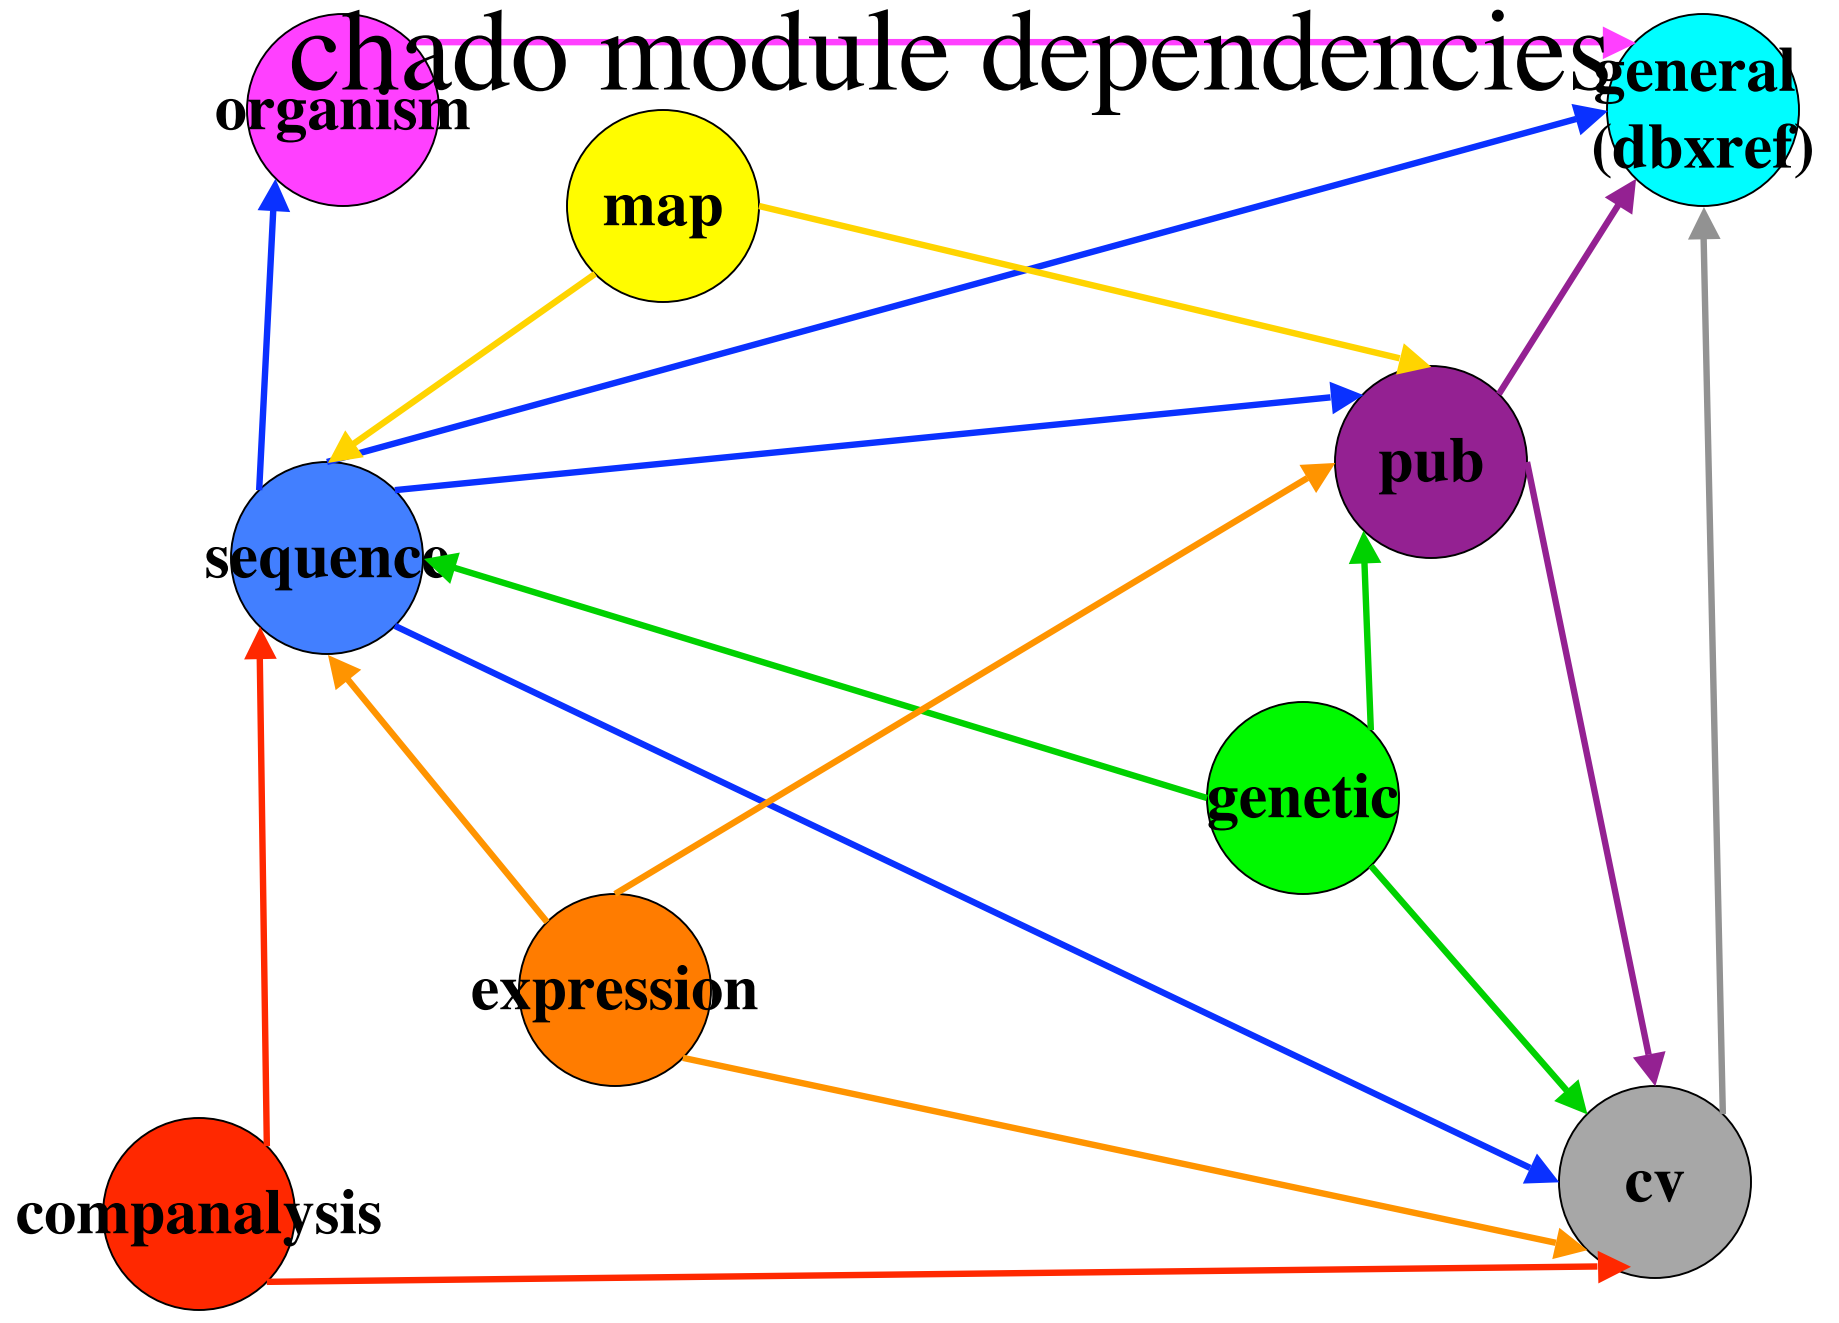 chado module dependencies
organism
general
(dbxref)
map
pub
sequence
genetic
expression
cv
companalysis